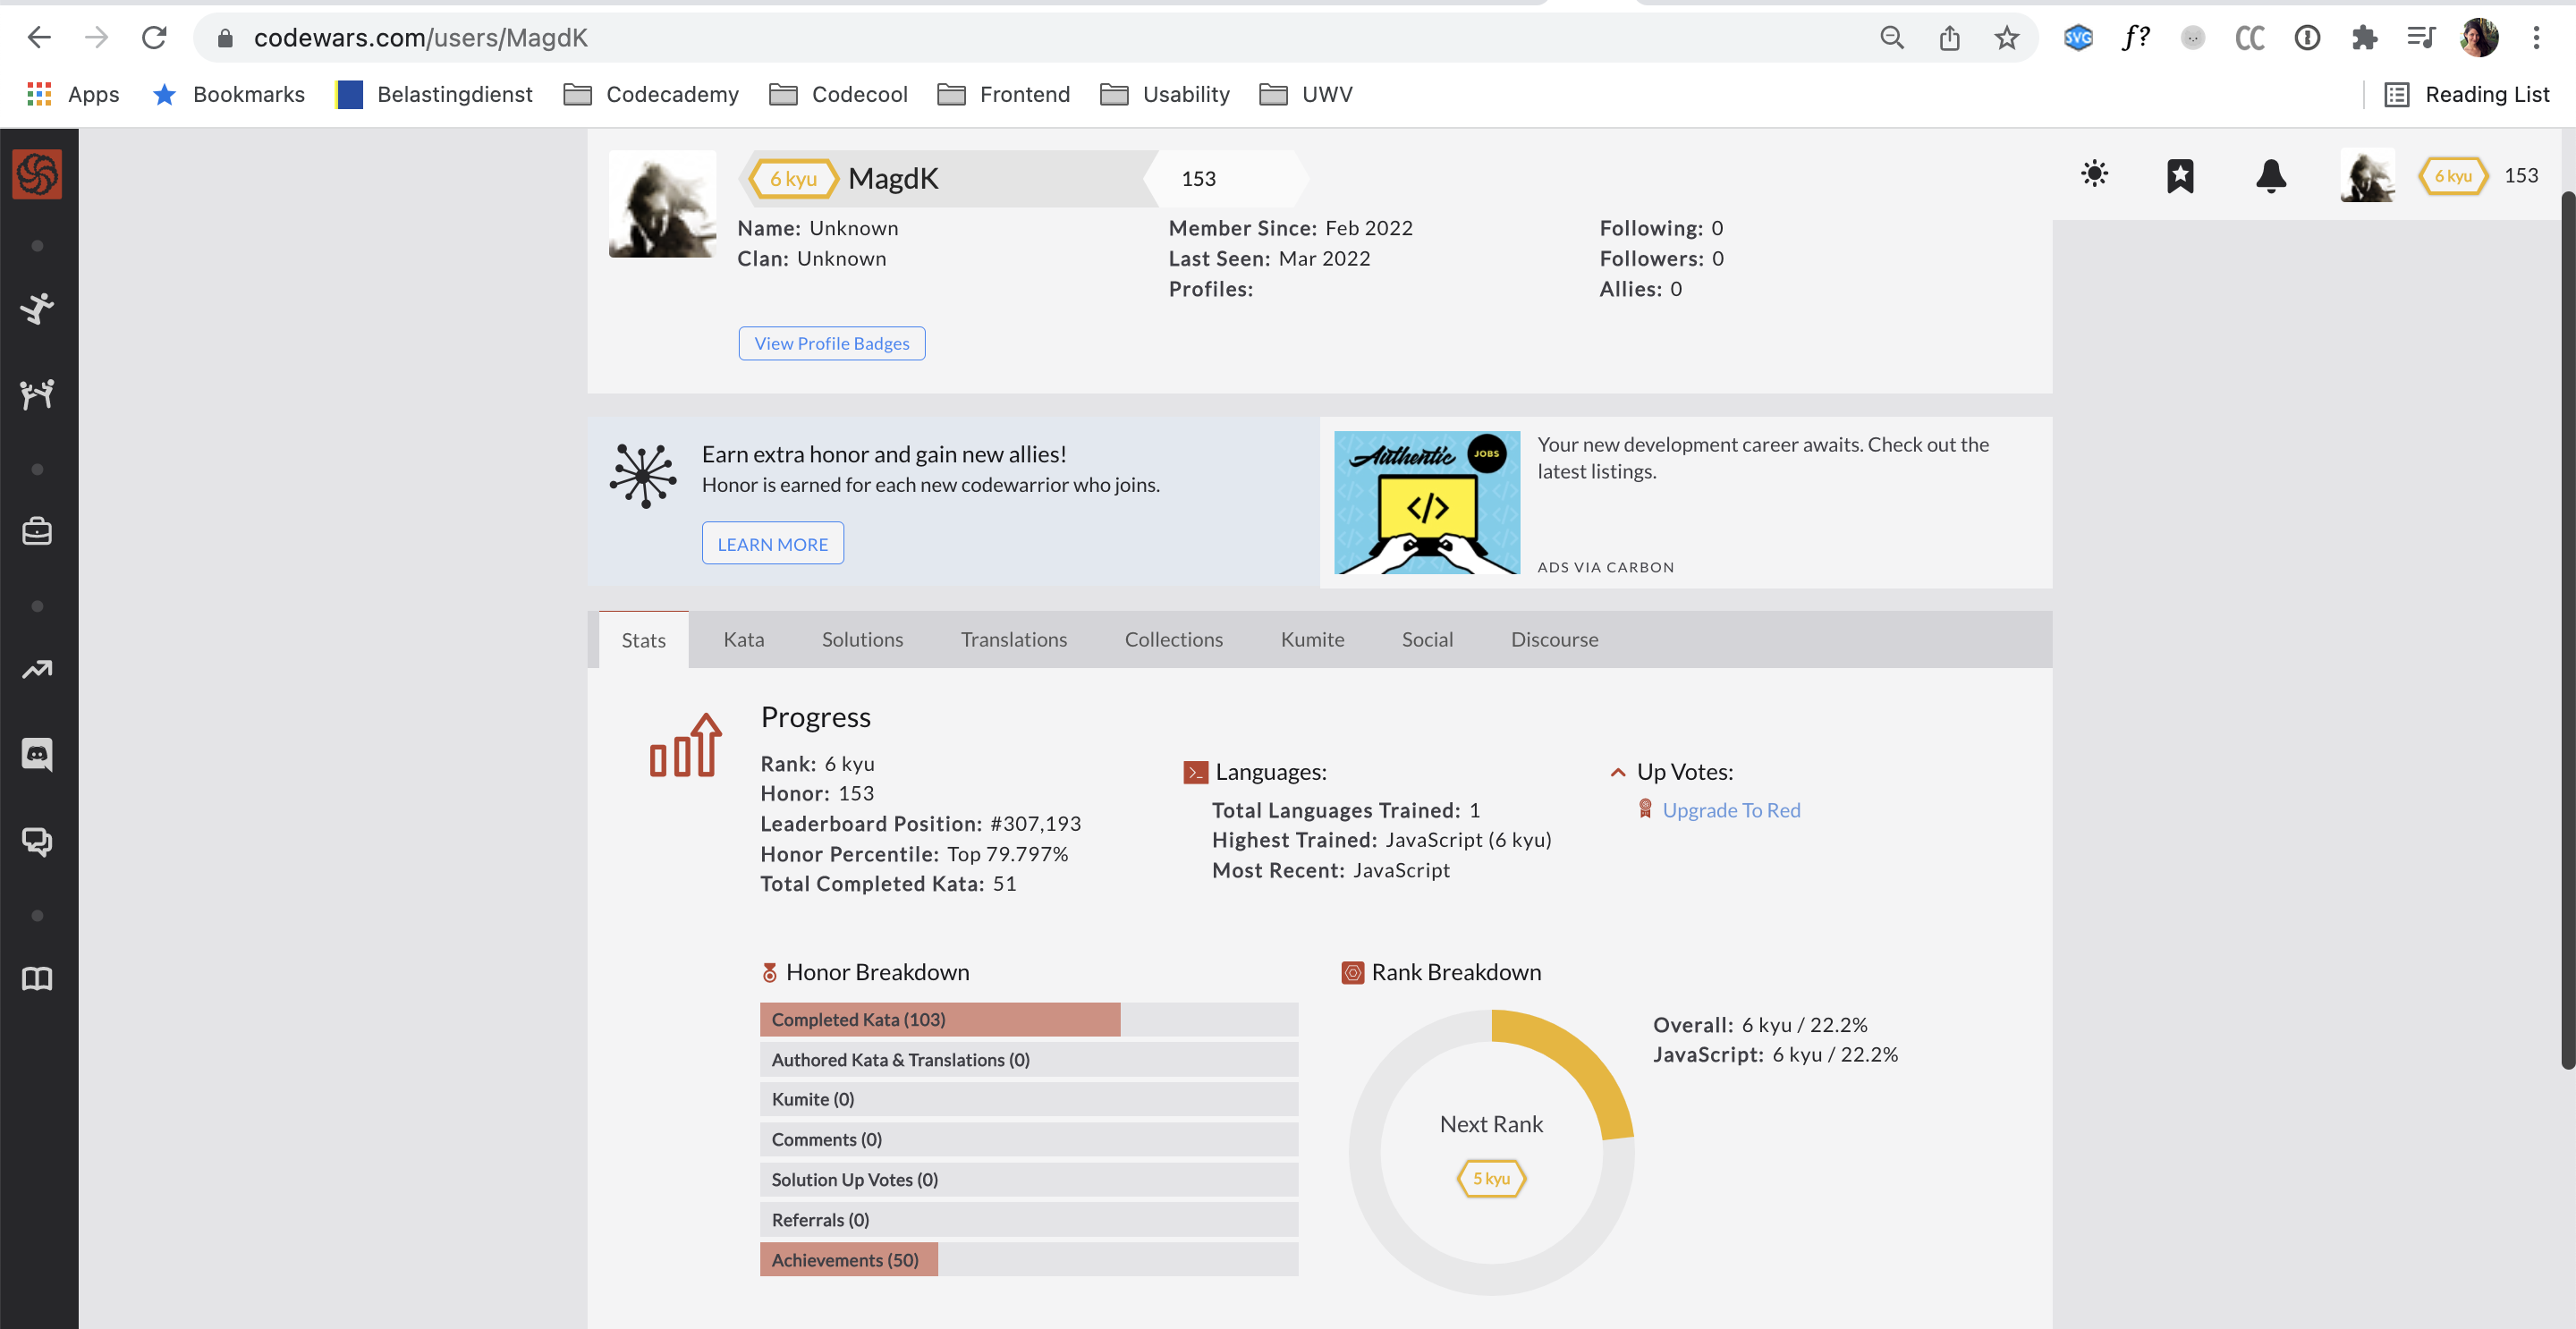 codewars.com/users/MagdK
SVG f? CC
Apps Bookmarks Belastingdienst Codecademy Codecool Frontend Usability UWV Reading List
6 kyu MagdK 153
6 kyu 153
Name: Unknown Member Since: Feb 2022 Following: 0
Clan: Unknown Last Seen: Mar 2022 Followers: 0
Profiles: Allies: 0
View Profile Badges
Earn extra honor and gain new allies!
Honor is earned for each new codewarrior who joins.
LEARN MORE
Authentic JOBS
</>
Your new development career awaits. Check out the
latest listings.
ADS VIA CARBON
Stats Kata Solutions Translations Collections Kumite Social Discourse
Progress
Rank: 6 kyu
Honor: 153
Leaderboard Position: #307,193
Honor Percentile: Top 79.797%
Total Completed Kata: 51
Languages:
Total Languages Trained: 1
Highest Trained: JavaScript (6 kyu)
Most Recent: JavaScript
Up Votes:
Upgrade To Red
Honor Breakdown
Completed Kata (103)
Authored Kata & Translations (0)
Kumite (0)
Comments (0)
Solution Up Votes (0)
Referrals (0)
Achievements (50)
Rank Breakdown
Next Rank
5 kyu
Overall: 6 kyu / 22.2%
JavaScript: 6 kyu / 22.2%